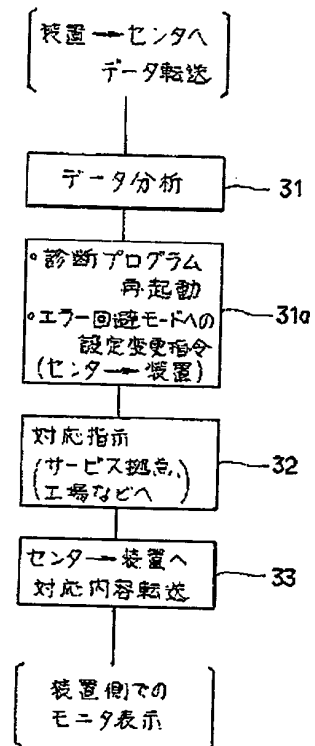 装置→センタへ
データ転送
データ分析
31
・診断プログラム
再起動
・エラー回避モードへの
設定変更指令
(センター→装置)
31a
対応指示
(サービス拠点,
工場などへ)
32
センター→装置へ
対応内容転送
33
装置側での
モニタ表示